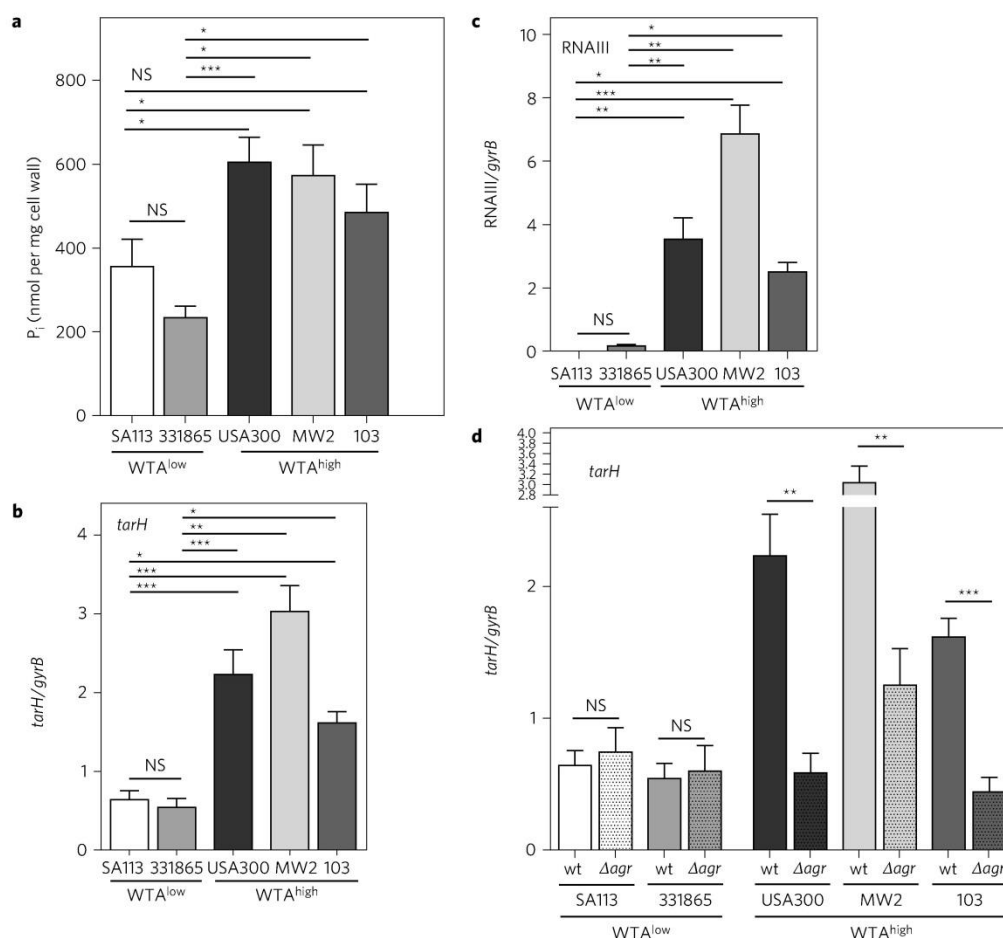 a
*
*
***
NS
*
*
NS
800
600
400
200
0
Pi (nmol per mg cell wall)
SA113 331865 USA300 MW2 103
WTAlow WTAhigh
b
tarH
*
**
***
*
***
***
NS
4
3
2
1
0
tarH/gyrB
SA113 331865 USA300 MW2 103
WTAlow WTAhigh
c
RNAIII
*
**
**
*
***
**
NS
10
8
6
4
2
0
RNAIII/gyrB
SA113 331865 USA300 MW2 103
WTAlow WTAhigh
d
tarH
4.0
3.8
3.6
3.4
3.2
3.0
2.8
2
1
0
tarH/gyrB
NS
NS
**
**
***
wt Δagr wt Δagr wt Δagr wt Δagr wt Δagr
SA113 331865 USA300 MW2 103
WTAlow WTAhigh